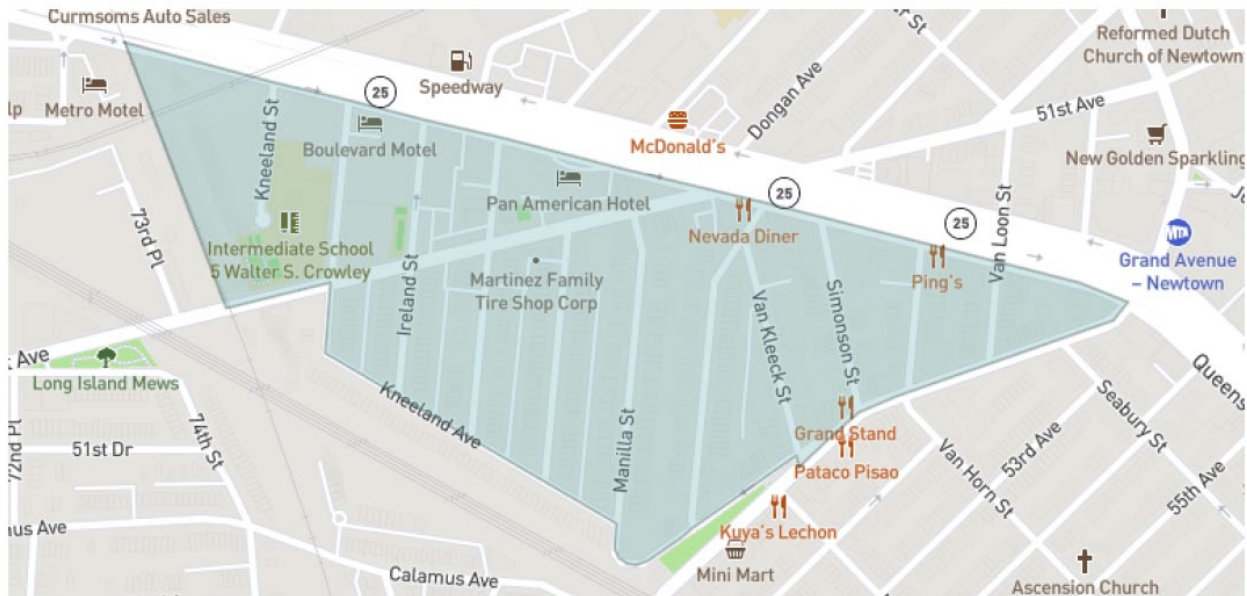 Curmsoms Auto Sales
Reformed Dutch
Church of Newtown
Speedway
Metro Motel
25
Dongan Ave
51st Ave
Kneeland St
Boulevard Motel
McDonald's
New Golden Sparkling
Pan American Hotel
25
25
Van Loon St
73rd Pl
Intermediate School
5 Walter S. Crowley
Nevada Diner
Ping's
Grand Avenue
– Newtown
Ireland St
Martinez Family
Tire Shop Corp
Van Kleeck St
Simonson St
Ave
Long Island Mews
Kneeland Ave
Queens
Seabury St
74th St
Manilla St
Grand Stand
51st Dr
72nd Pl
Pataco Pisao
Van Horn St
53rd Ave
55th Ave
Kuya's Lechon
Calamus Ave
Mini Mart
Ascension Church